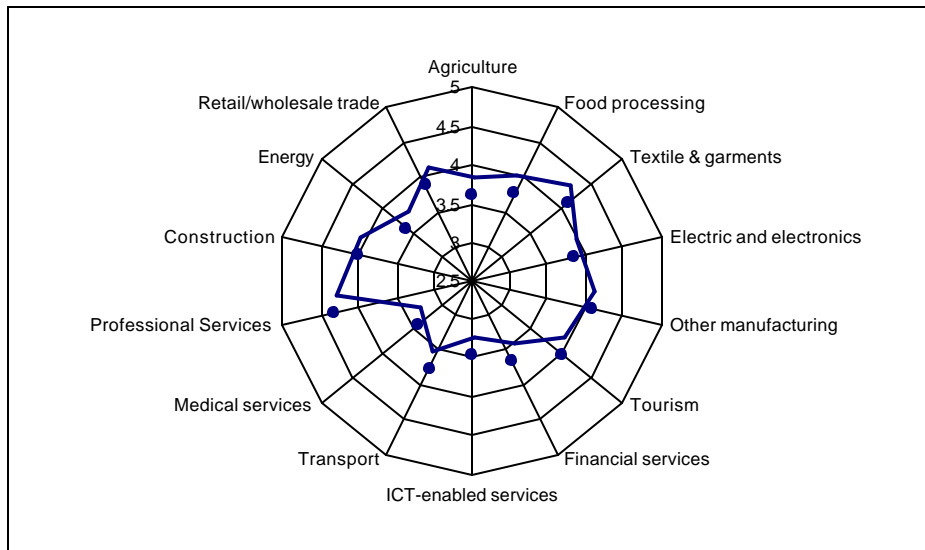 Agriculture
5
Retail/wholesale trade
Food processing
4.5
Energy
4
Textile & garments
3.5
Construction
3
Electric and electronics
2.5
Professional Services
Other manufacturing
Medical services
Tourism
Transport
Financial services
ICT-enabled services